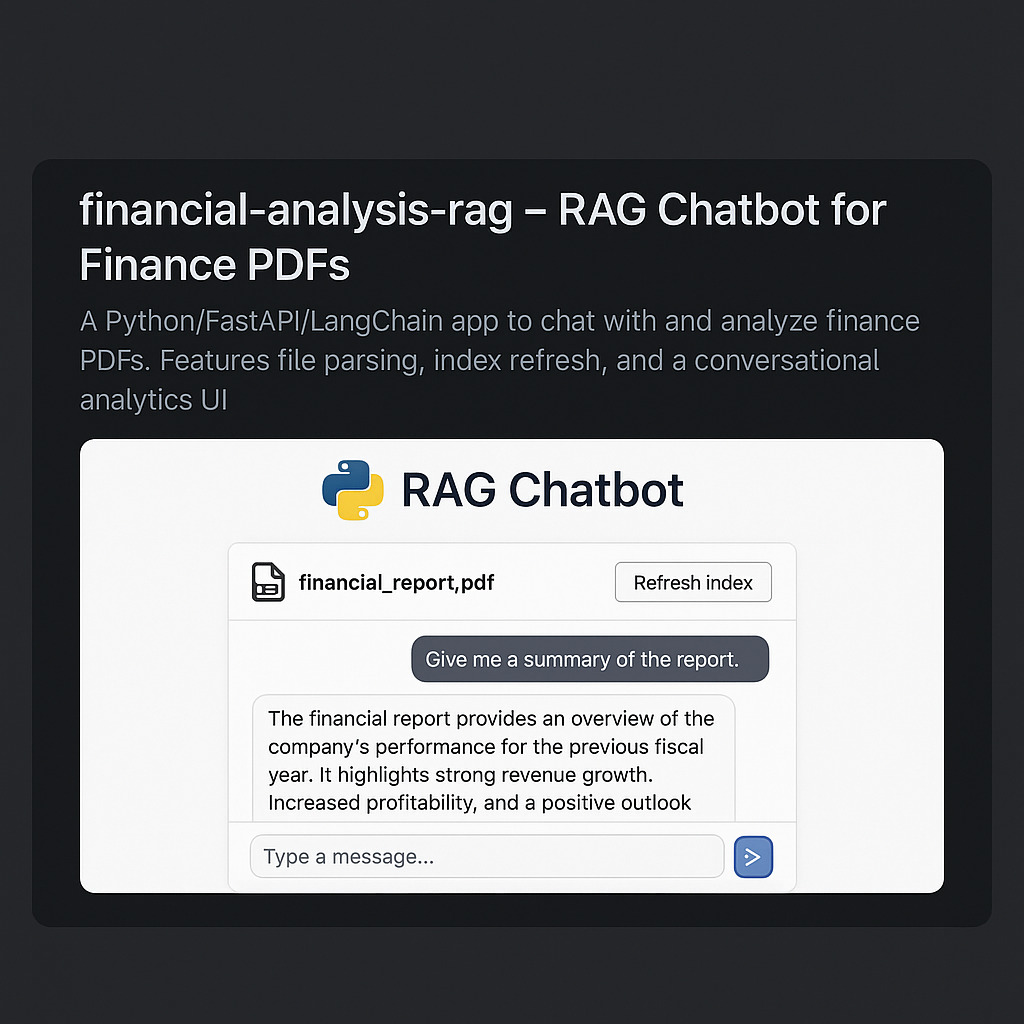 financial-analysis-rag – RAG Chatbot for
Finance PDFs
A Python/FastAPI/LangChain app to chat with and analyze finance
PDFs. Features file parsing, index refresh, and a conversational
analytics UI
RAG Chatbot
financial_report,pdf
Refresh index
Give me a summary of the report.
The financial report provides an overview of the
company's performance for the previous fiscal
year. It highlights strong revenue growth.
Increased profitability, and a positive outlook
Type a message...